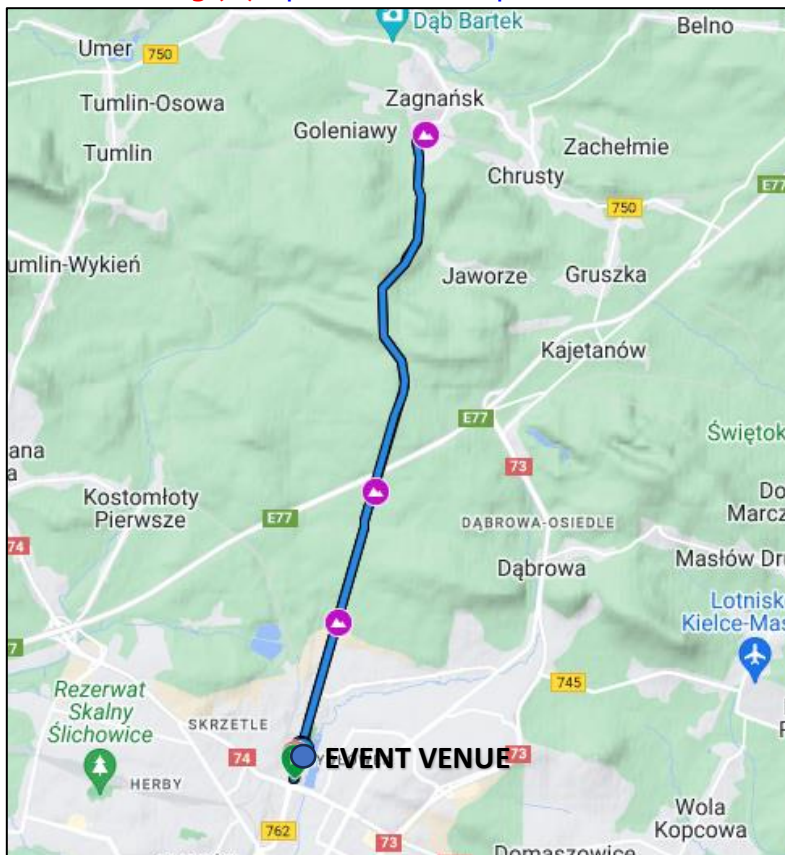 Dąb Bartek
Belno
Umer
750
Tumlin-Osowa
Zagnańsk
Goleniawy
Tumlin
Zachełmie
Chrusty
E77
750
umlin-Wykień
Jaworze
Gruszka
Kajetanów
E77
Świętok
ana
a
73
Do
Marcz
Kostomłoty
Pierwsze
E77
DĄBROWA-OSIEDLE
74
Dąbrowa
Masłów Dru
Lotnisk
Kielce-Mas
7
745
Rezerwat
Skalny
Ślichowice
SKRZETLE
74
EVENT VENUE
73
HERBY
Wola
Kopcowa
762
73
Domaszowice